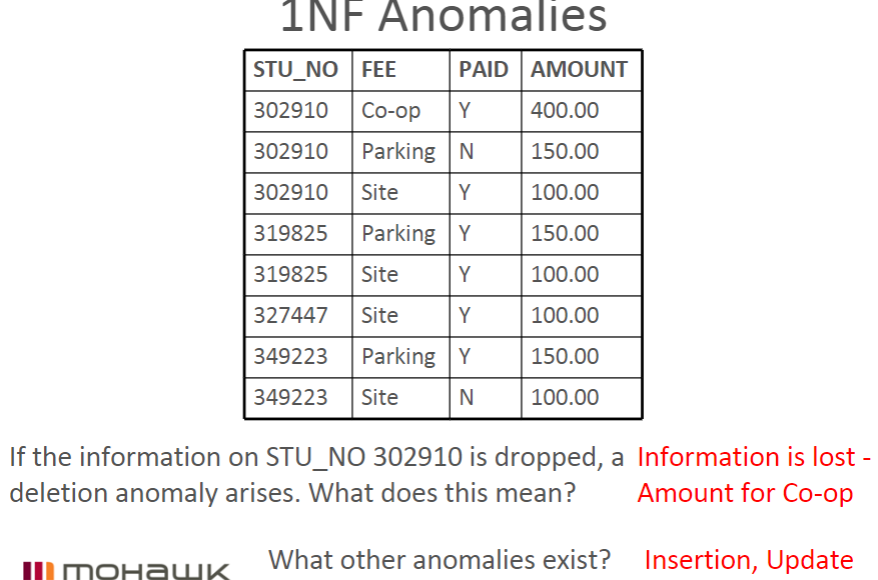 1NF Anomalies
STU_NO FEE PAID AMOUNT
302910 Co-op Y 400.00
302910 Parking N 150.00
302910 Site Y 100.00
319825 Parking Y 150.00
319825 Site Y 100.00
327447 Site Y 100.00
349223 Parking Y 150.00
349223 Site N 100.00
If the information on STU_NO 302910 is dropped, a
deletion anomaly arises. What does this mean?
Information is lost -
Amount for Co-op
What other anomalies exist?
Insertion, Update
mohawk